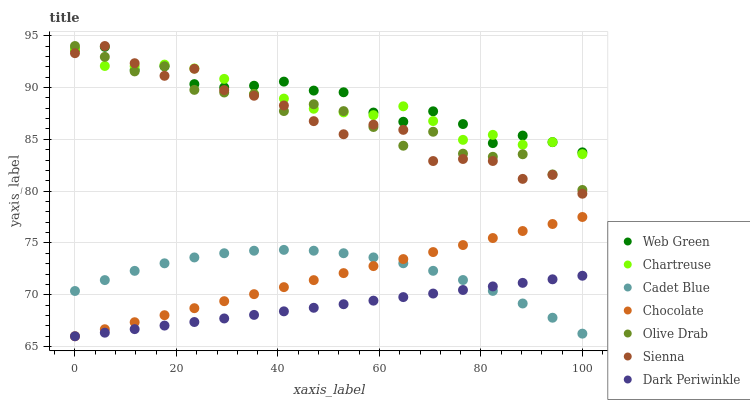 title
95
90
85
80
75
70
65
0
20
40
60
80
100
yaxis_label
xaxis_label
Web Green
Chartreuse
Cadet Blue
Chocolate
Olive Drab
Sienna
Dark Periwinkle